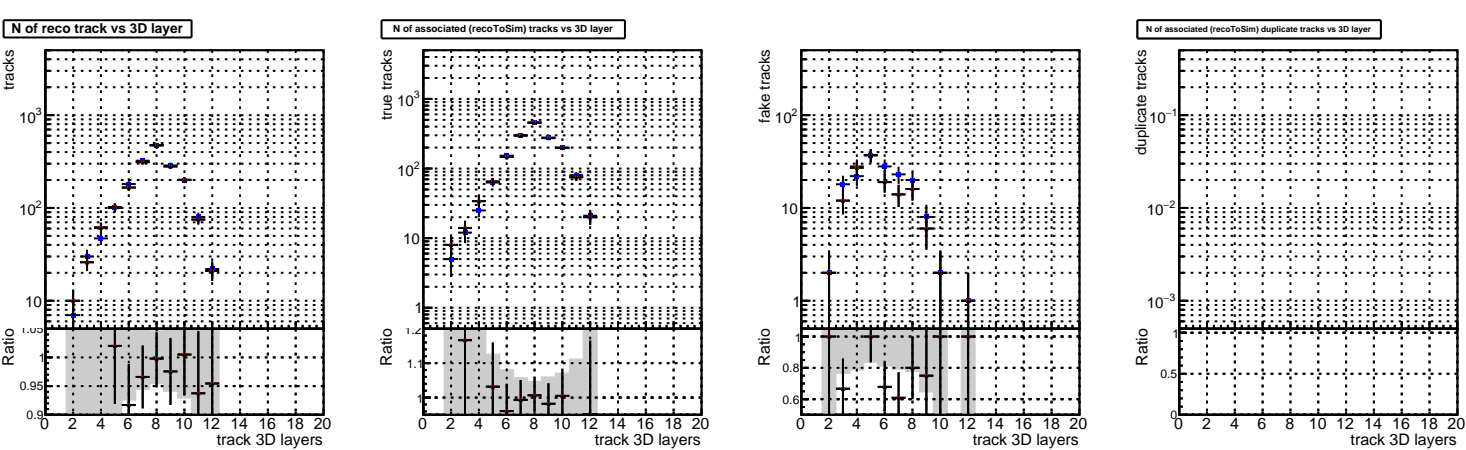 N of reco track vs 3D layer
tracks
10³
10²
10
Ratio
1.05
1
0.95
0.9
0 2 4 6 8 10 12 14 16 18 20
track 3D layers
N of associated (recoToSim) tracks vs 3D layer
true tracks
10³
10²
10
1
Ratio
1.2
1.1
1
0 2 4 6 8 10 12 14 16 18 20
track 3D layers
fake tracks
10²
10
1
Ratio
1
0.8
0.6
0 2 4 6 8 10 12 14 16 18 20
track 3D layers
N of associated (recoToSim) duplicate tracks vs 3D layer
duplicate tracks
10⁻¹
10⁻²
10⁻³
Ratio
1
0.5
0
0 2 4 6 8 10 12 14 16 18 20
track 3D layers